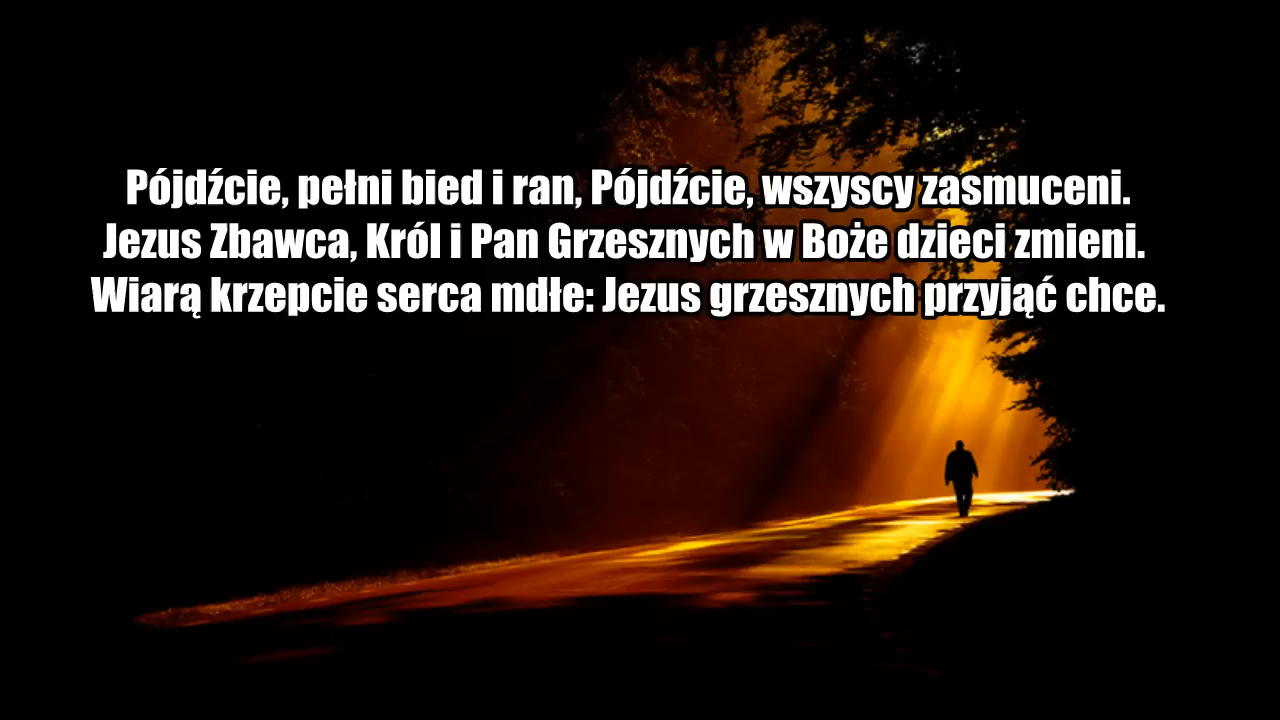 Pójdźcie, pełni bied i ran, Pójdźcie, wszyscy zasmuceni.
Jezus Zbawca, Król i Pan Grzesznych w Boże dzieci zmieni.
Wiarą krzepcie serca mdłe: Jezus grzesznych przyjąć chce.